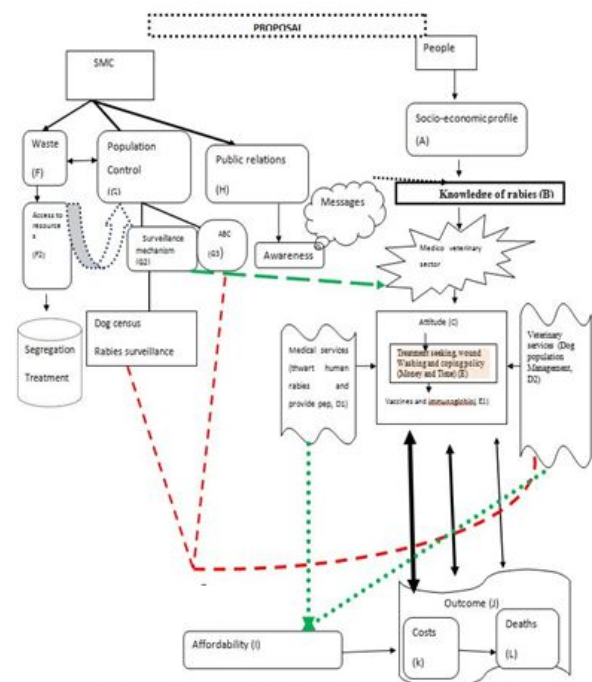 PROPOSAL
People
SMC
Socio-economic profile
(A)
Waste
(F)
Population
Control
(G)
Public relations
(H)
Messages
Knowledge of rabies (B)
Access to
resource
s
(F2)
Surveillance
mechanism
(G2)
ABC
(G3)
Awareness
Medico veterinary
sector
Dog census
Rabies surveillance
Segregation
Treatment
Medical services
(thwart human
rabies and
provide pep, D1)
Attitude (C)
Treatment seeking, wound
Washing and coping policy
(Money and Time) (E)
Vaccines and immunoglobin, E1)
Veterinary
services (Dog
population
Management,
D2)
Outcome (J)
Affordability (I)
Costs
(k)
Deaths
(L)